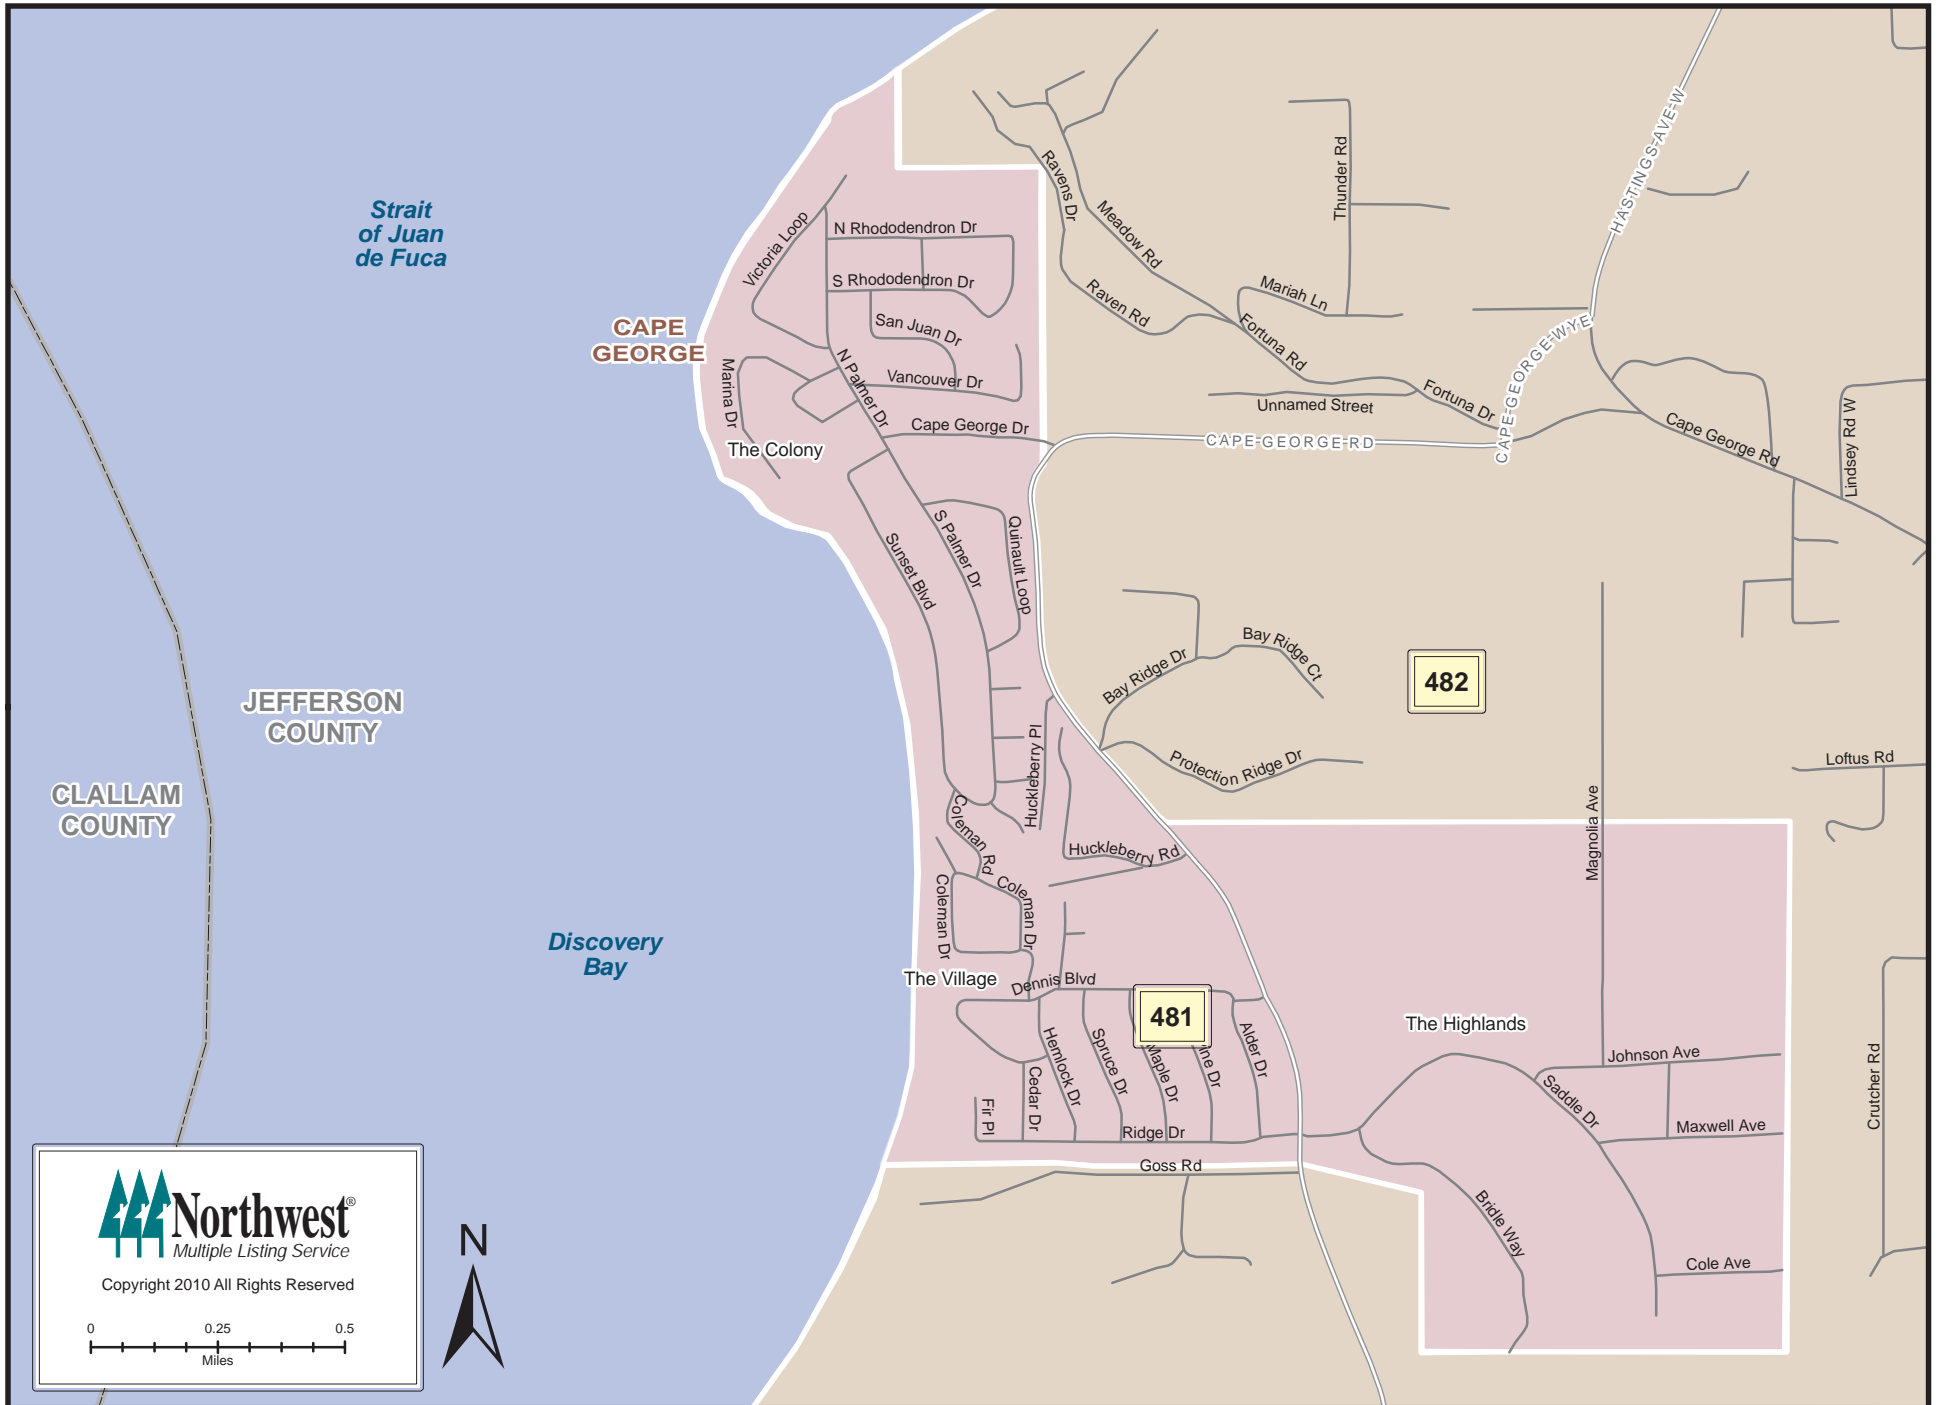 HASTINGS-AVE-W
Thunder Rd
Ravens Dr
Strait
of Juan
de Fuca
Meadow Rd
Victoria Loop
N Rhododendron Dr
S Rhododendron Dr
Raven Rd
Mariah Ln
CAPE
GEORGE
San Juan Dr
Fortuna Rd
CAPE-GEORGE-WYE
Marina Dr
N Palmer Dr
Vancouver Dr
Unnamed Street
Fortuna Dr
Cape George Dr
CAPE-GEORGE-RD
Cape George Rd
Lindsey Rd W
The Colony
Sunset Blvd
S Palmer Dr
Quinault Loop
Bay Ridge Dr
Bay Ridge Ct
482
JEFFERSON
COUNTY
Huckleberry Pl
Protection Ridge Dr
Loftus Rd
CLALLAM
COUNTY
Magnolia Ave
Coleman Rd
Huckleberry Rd
Coleman Dr
Coleman Dr
Discovery
Bay
The Village
Dennis Blvd
481
The Highlands
Hemlock Dr
Spruce Dr
Maple Dr
ine Dr
Alder Dr
Johnson Ave
Crutcher Rd
Fir Pl
Cedar Dr
Saddle Dr
Ridge Dr
Maxwell Ave
Goss Rd
Bridle Way
Cole Ave
Northwest®
Multiple Listing Service
Copyright 2010 All Rights Reserved
0 0.25 0.5
Miles
N